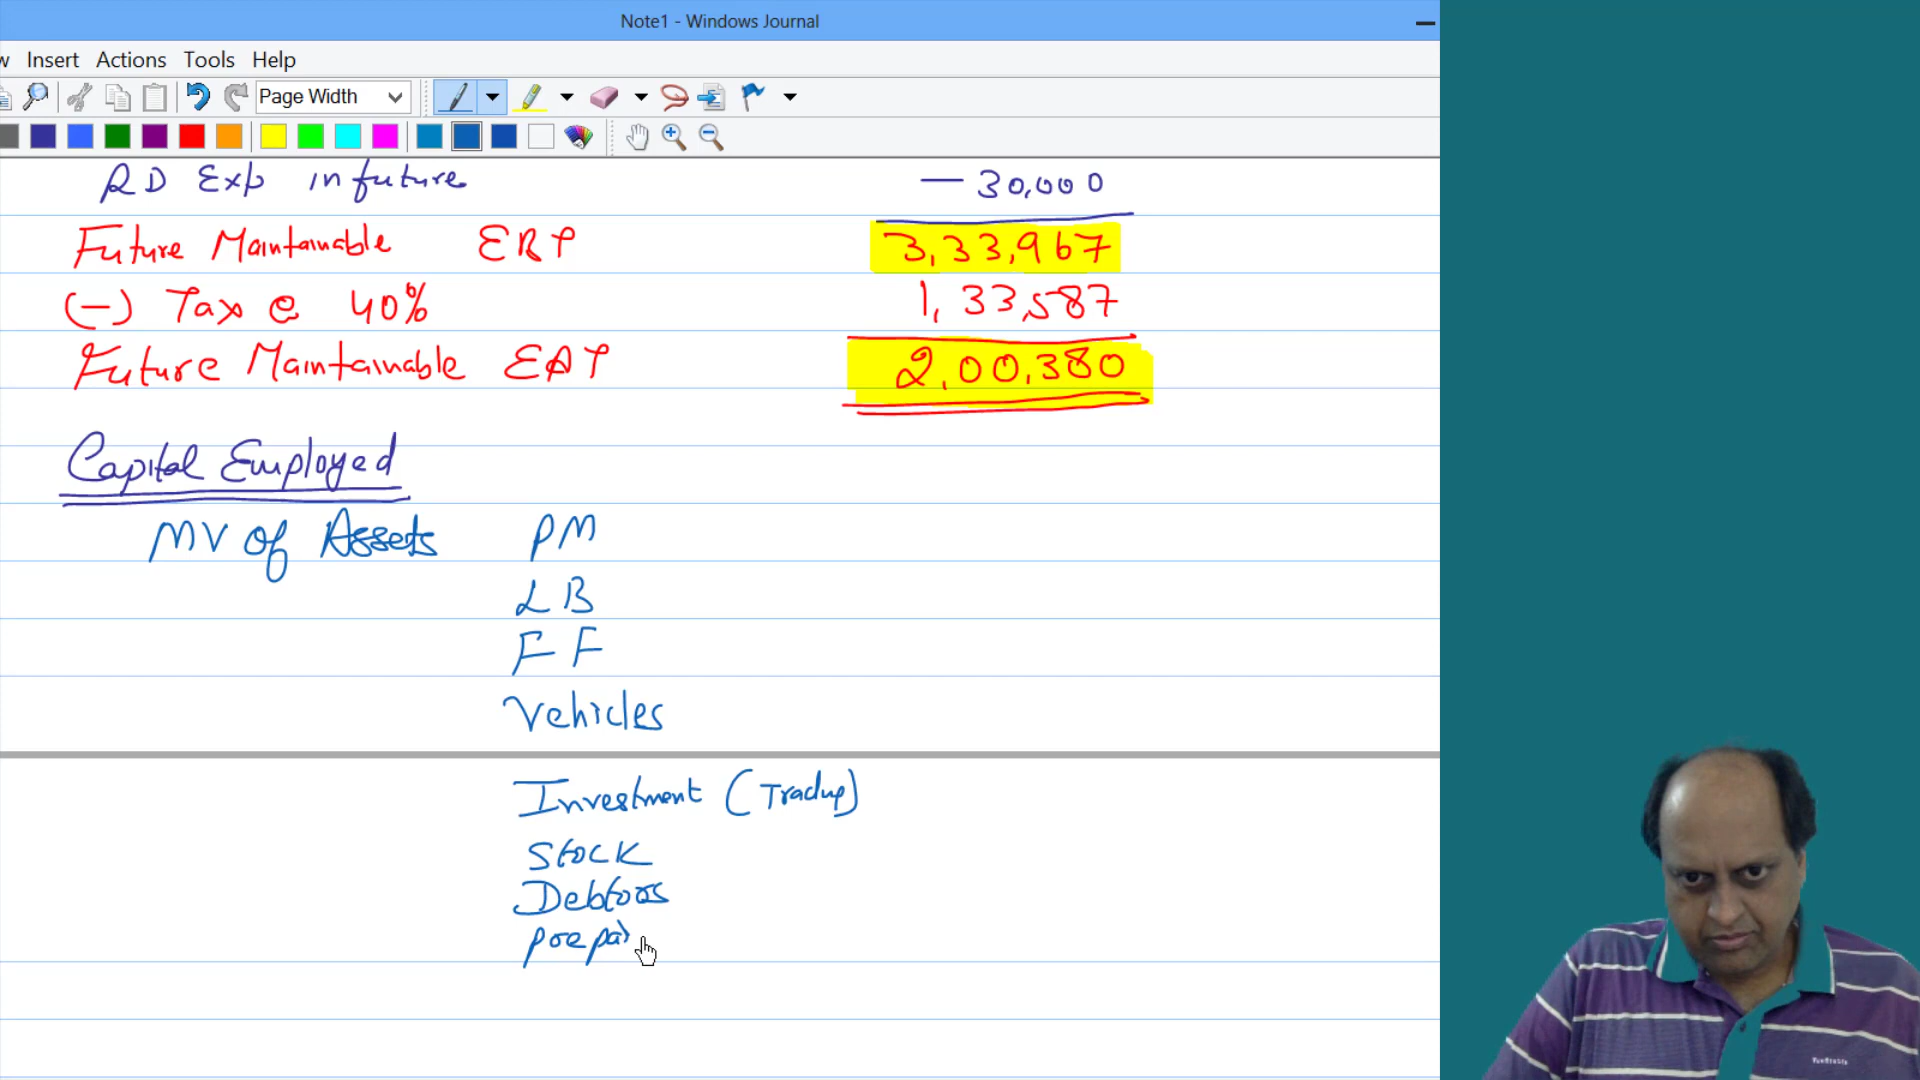 Note1 - Windows Journal
w Insert Actions Tools Help
Page Width
RD Exp in future — 30,000
Future Maintainable EBT 3,33,967
(-) Tax @ 40% 1,33,587
Future Maintainable EAT 2,00,380
Capital Employed
MV of Assets PM
LB
FF
Vehicles
Investment (Trading)
Stock
Debtors
Prepai